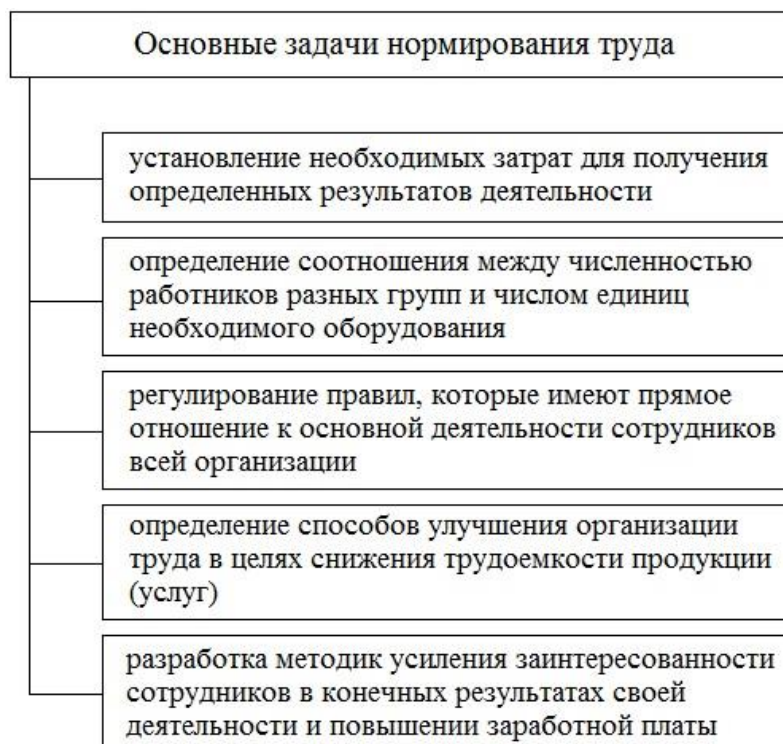 Основные задачи нормирования труда
установление необходимых затрат для получения
определенных результатов деятельности
определение соотношения между численностью
работников разных групп и числом единиц
необходимого оборудования
регулирование правил, которые имеют прямое
отношение к основной деятельности сотрудников
всей организации
определение способов улучшения организации
труда в целях снижения трудоемкости продукции
(услуг)
разработка методик усиления заинтересованности
сотрудников в конечных результатах своей
деятельности и повышении заработной платы